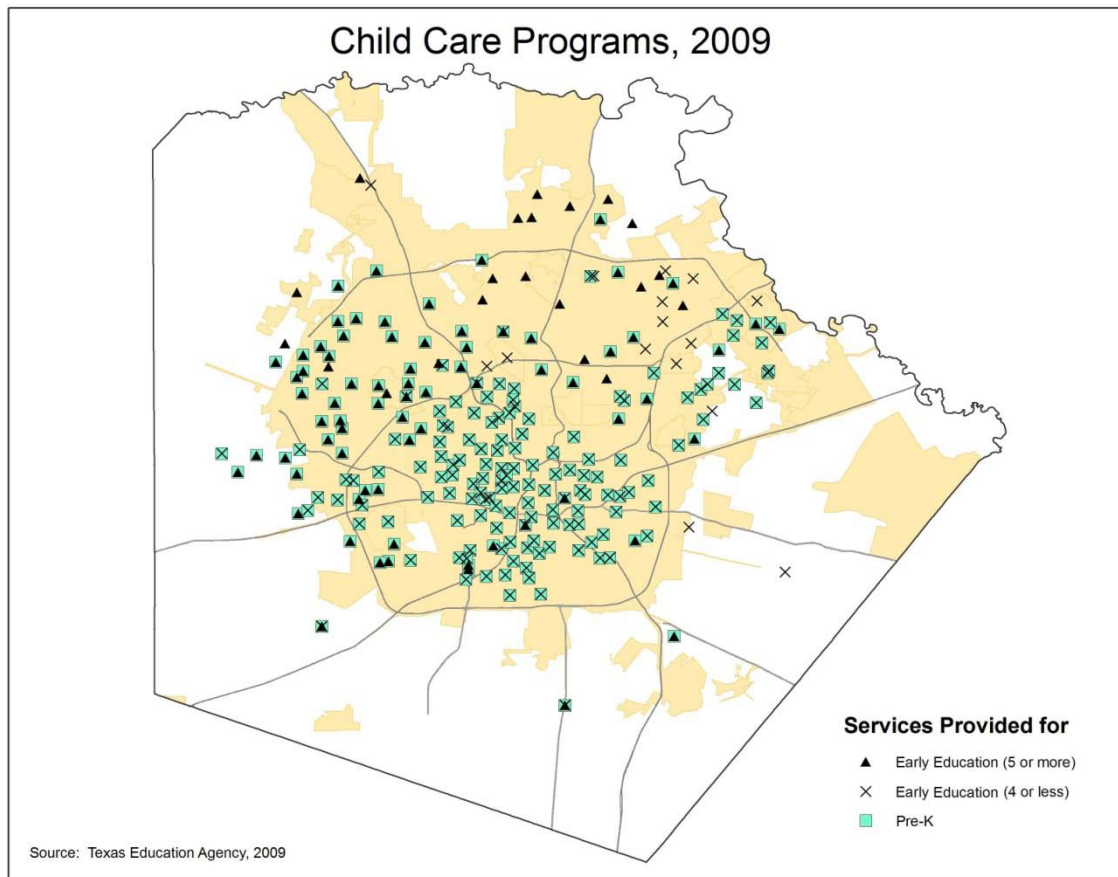 Child Care Programs, 2009
Services Provided for
Early Education (5 or more)
Early Education (4 or less)
Pre-K
Source: Texas Education Agency, 2009